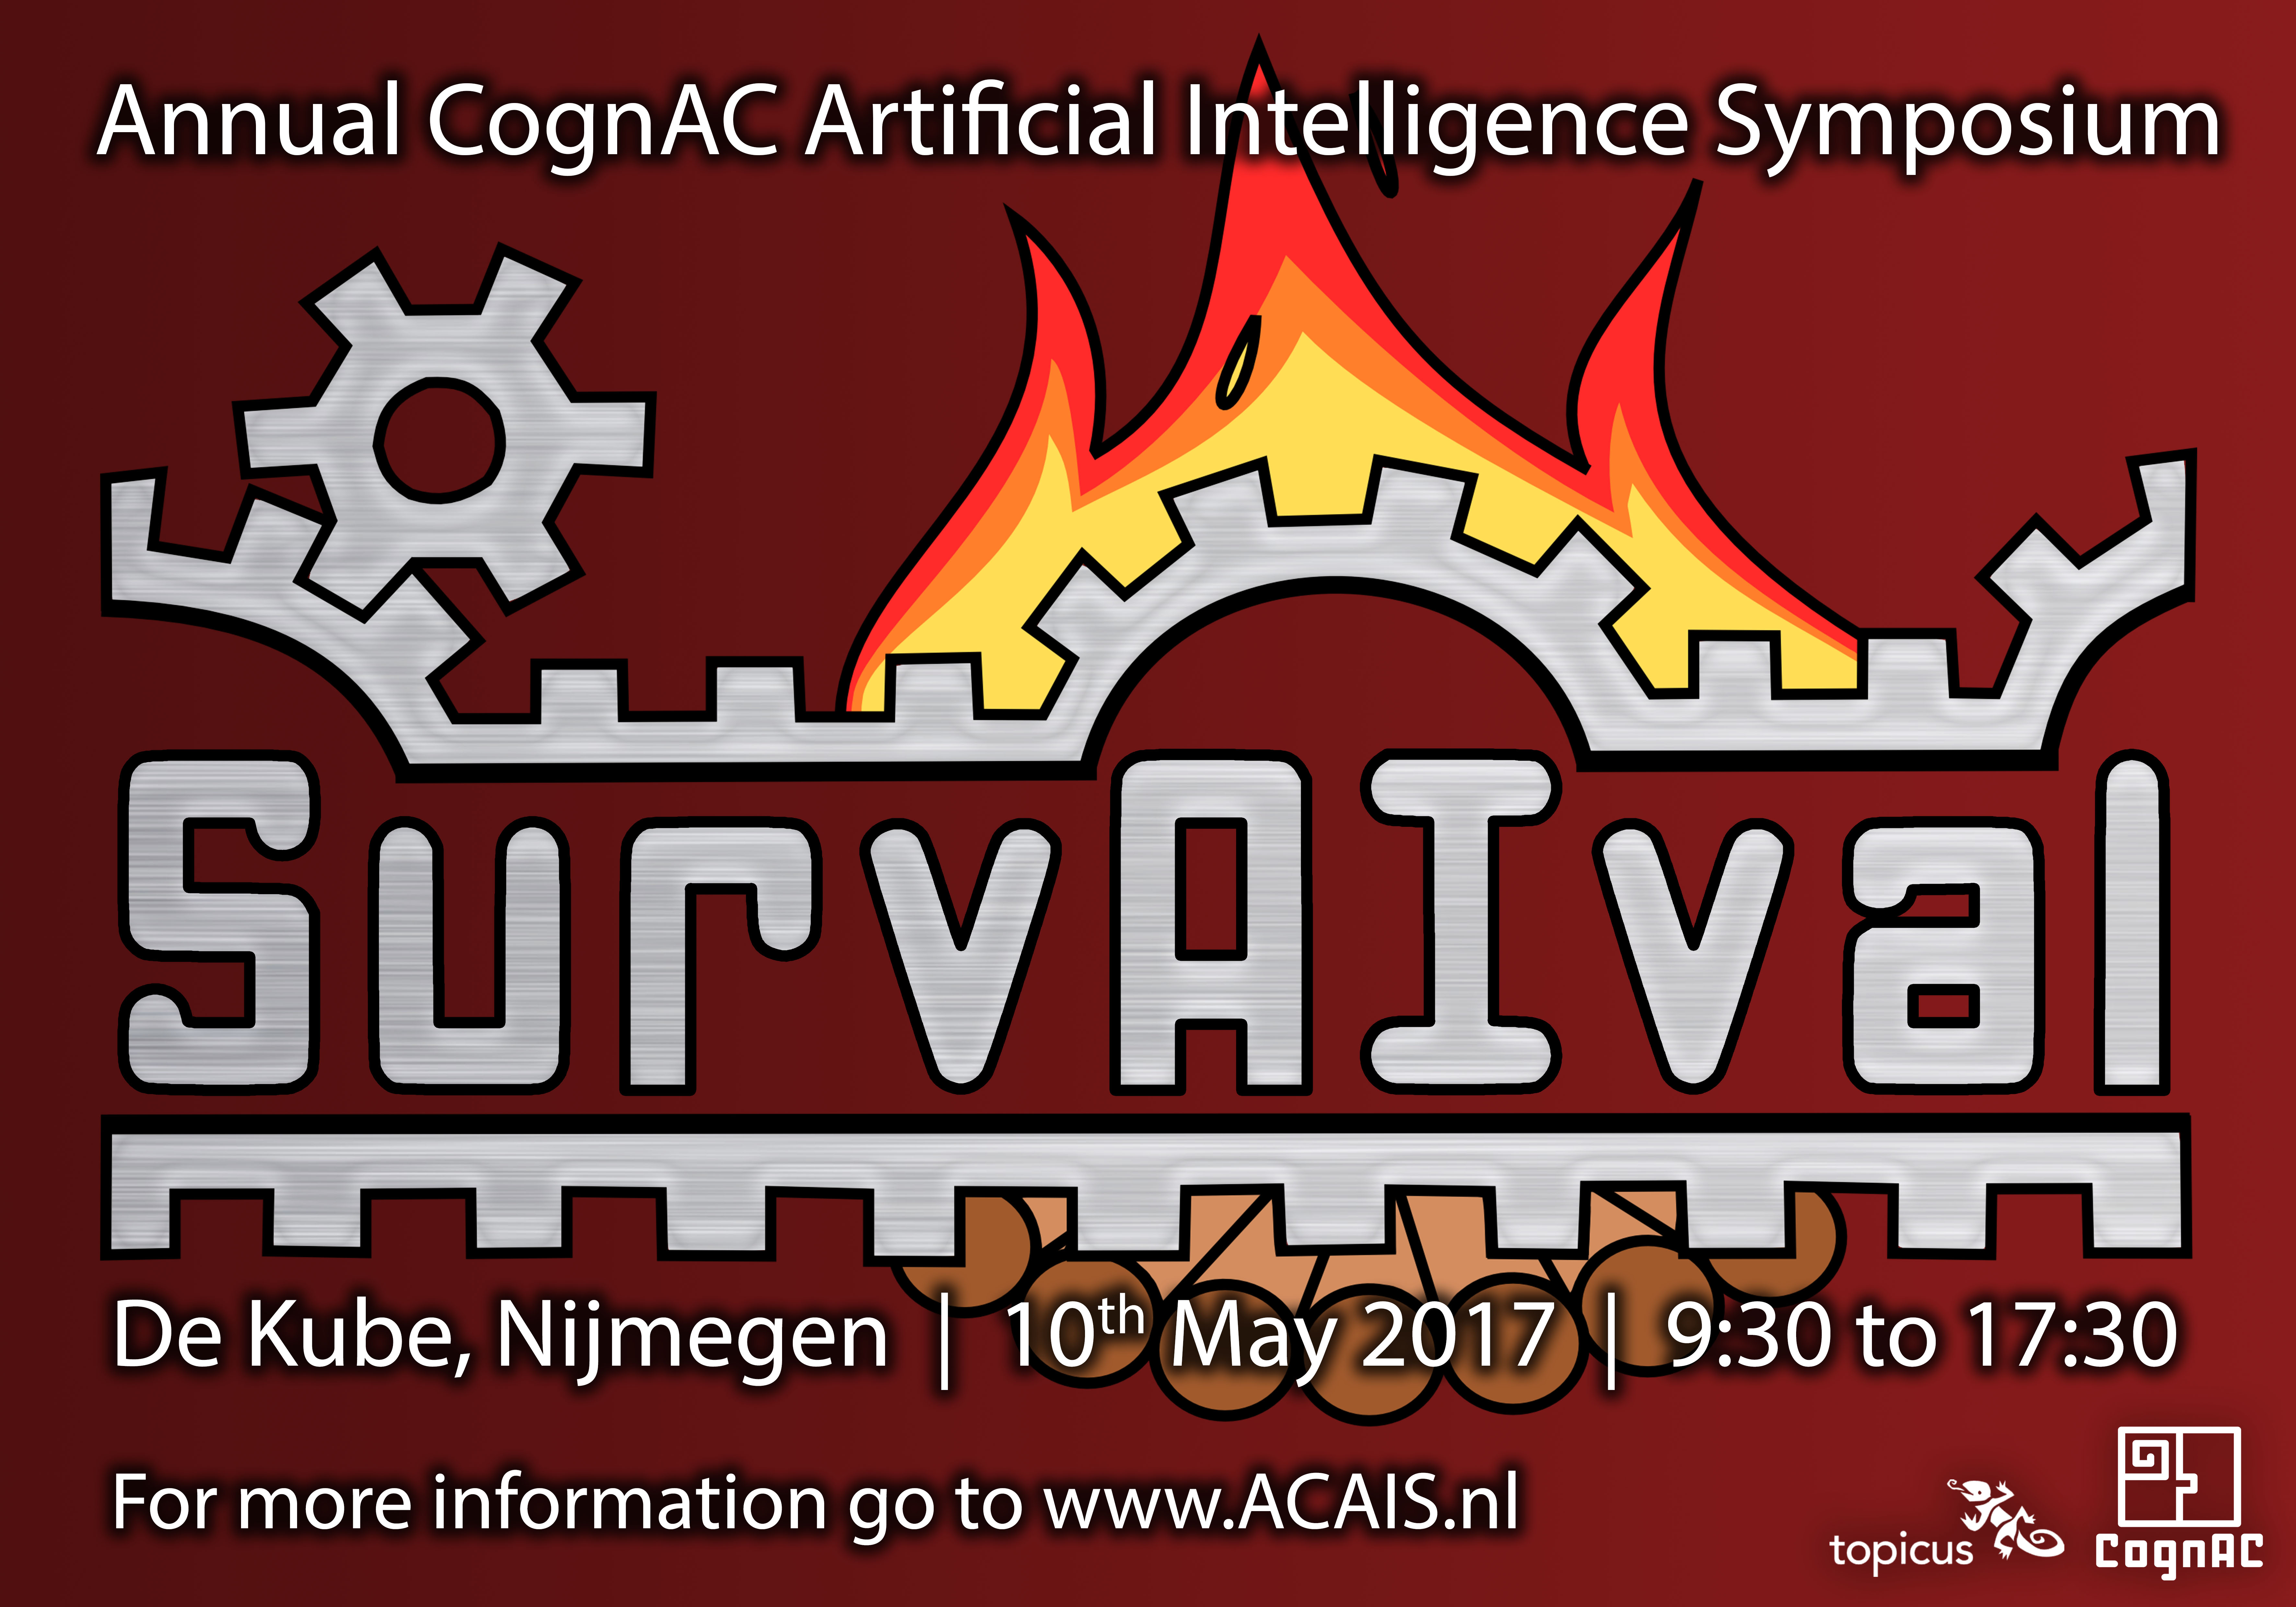 Annual CognAC Artificial Intelligence Symposium
SurvAIval
De Kube, Nijmegen | 10th May 2017 | 9:30 to 17:30
For more information go to www.ACAIS.nl
topicus
CognAC